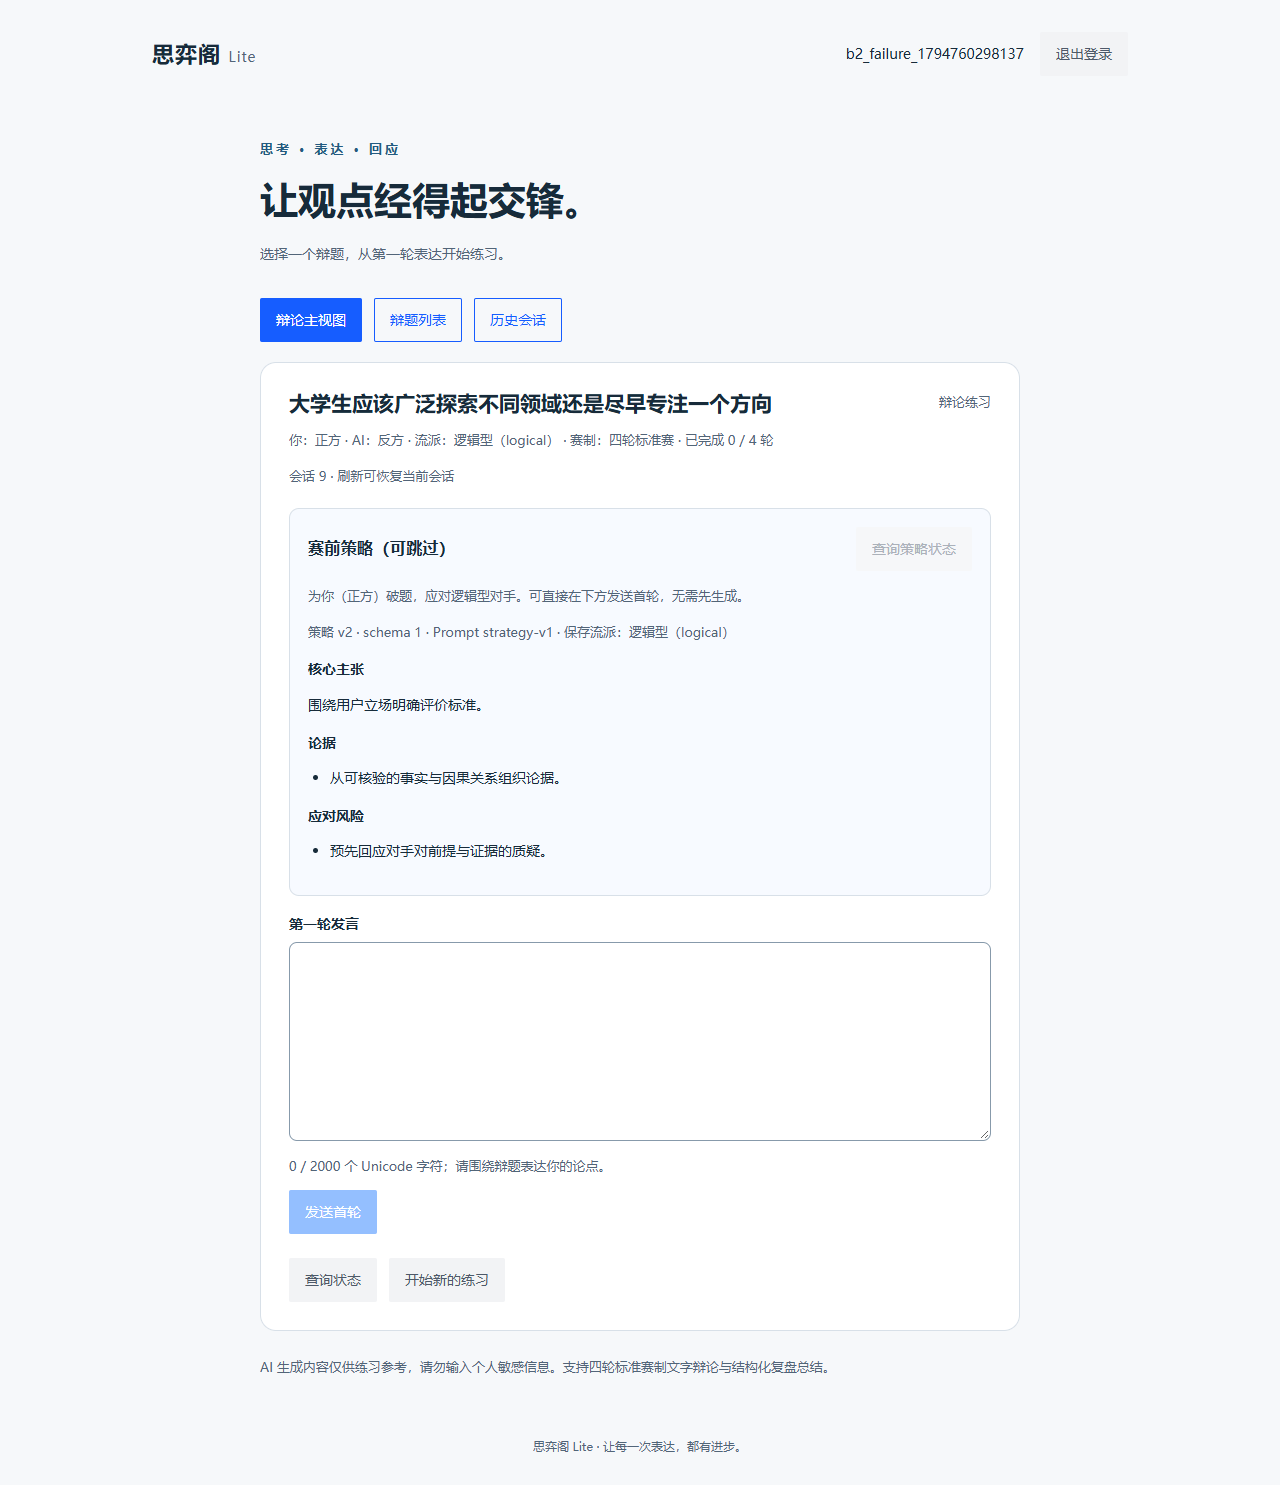 思弈阁 Lite
b2_failure_1794760298137 退出登录
思考 • 表达 • 回应
让观点经得起交锋。
选择一个辩题，从第一轮表达开始练习。
辩论主视图 辩题列表 历史会话
大学生应该广泛探索不同领域还是尽早专注一个方向 辩论练习
你：正方 · AI：反方 · 流派：逻辑型（logical） · 赛制：四轮标准赛 · 已完成 0 / 4 轮
会话 9 · 刷新可恢复当前会话
赛前策略（可跳过） 查询策略状态
为你（正方）破题，应对逻辑型对手。可直接在下方发送首轮，无需先生成。
策略 v2 · schema 1 · Prompt strategy-v1 · 保存流派：逻辑型（logical）
核心主张
围绕用户立场明确评价标准。
论据
• 从可核验的事实与因果关系组织论据。
应对风险
• 预先回应对手对前提与证据的质疑。
第一轮发言
0 / 2000 个 Unicode 字符；请围绕辩题表达你的论点。
发送首轮
查询状态 开始新的练习
AI 生成内容仅供练习参考，请勿输入个人敏感信息。支持四轮标准赛制文字辩论与结构化复盘总结。
思弈阁 Lite · 让每一次表达，都有进步。